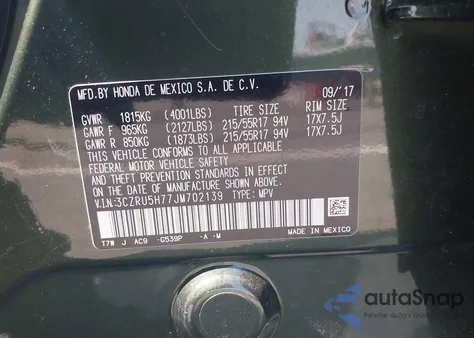 MFD.BY HONDA DE MEXICO S.A. DE C.V. 09/'17
GVWR 1815KG (4001LBS) TIRE SIZE RIM SIZE
GAWR F 965KG (2127LBS) 215/55R17 94V 17X7.5J
GAWR R 850KG (1873LBS) 215/55R17 94V 17X7.5J
THIS VEHICLE CONFORMS TO ALL APPLICABLE
FEDERAL MOTOR VEHICLE SAFETY
AND THEFT PREVENTION STANDARDS IN EFFECT
ON THE DATE OF MANUFACTURE SHOWN ABOVE.
V.I.N:3CZRU5H77JM702139 TYPE: MPV
T7W J AC9 -G539P -A -M MADE IN MEXICO
autoSnap